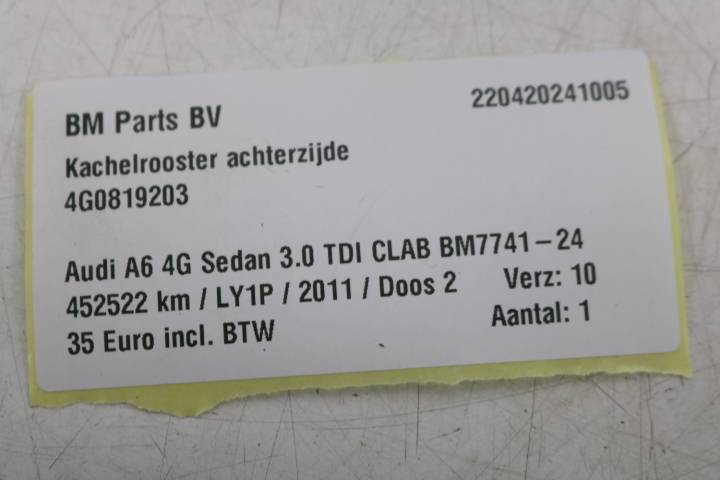 BM Parts BV
220420241005
Kachelrooster achterzijde
4G0819203
Audi A6 4G Sedan 3.0 TDI CLAB BM7741-24
452522 km / LY1P / 2011 / Doos 2 Verz: 10
35 Euro incl. BTW Aantal: 1